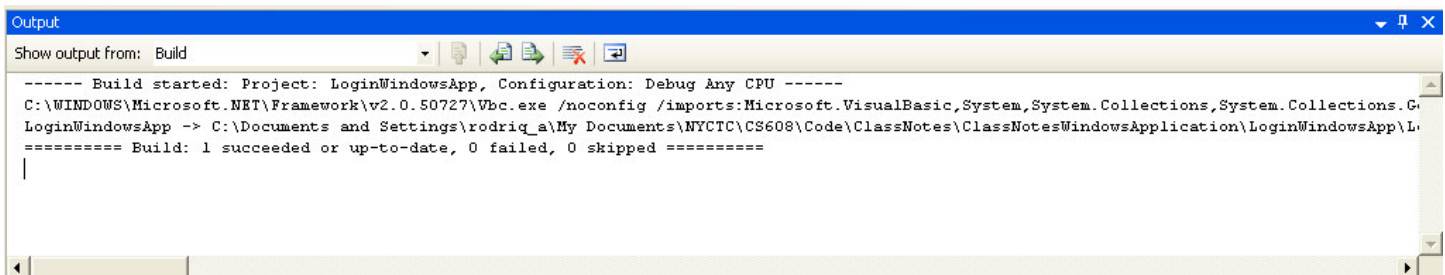 Output
Show output from: Build
------ Build started: Project: LoginWindowsApp, Configuration: Debug Any CPU ------
C:\WINDOWS\Microsoft.NET\Framework\v2.0.50727\Vbc.exe /noconfig /imports:Microsoft.VisualBasic,System,System.Collections,System.Collections.G
LoginWindowsApp -> C:\Documents and Settings\rodriq_a\My Documents\NYCTC\CS608\Code\ClassNotes\ClassNotesWindowsApplication\LoginWindowsApp\L
========== Build: 1 succeeded or up-to-date, 0 failed, 0 skipped ==========